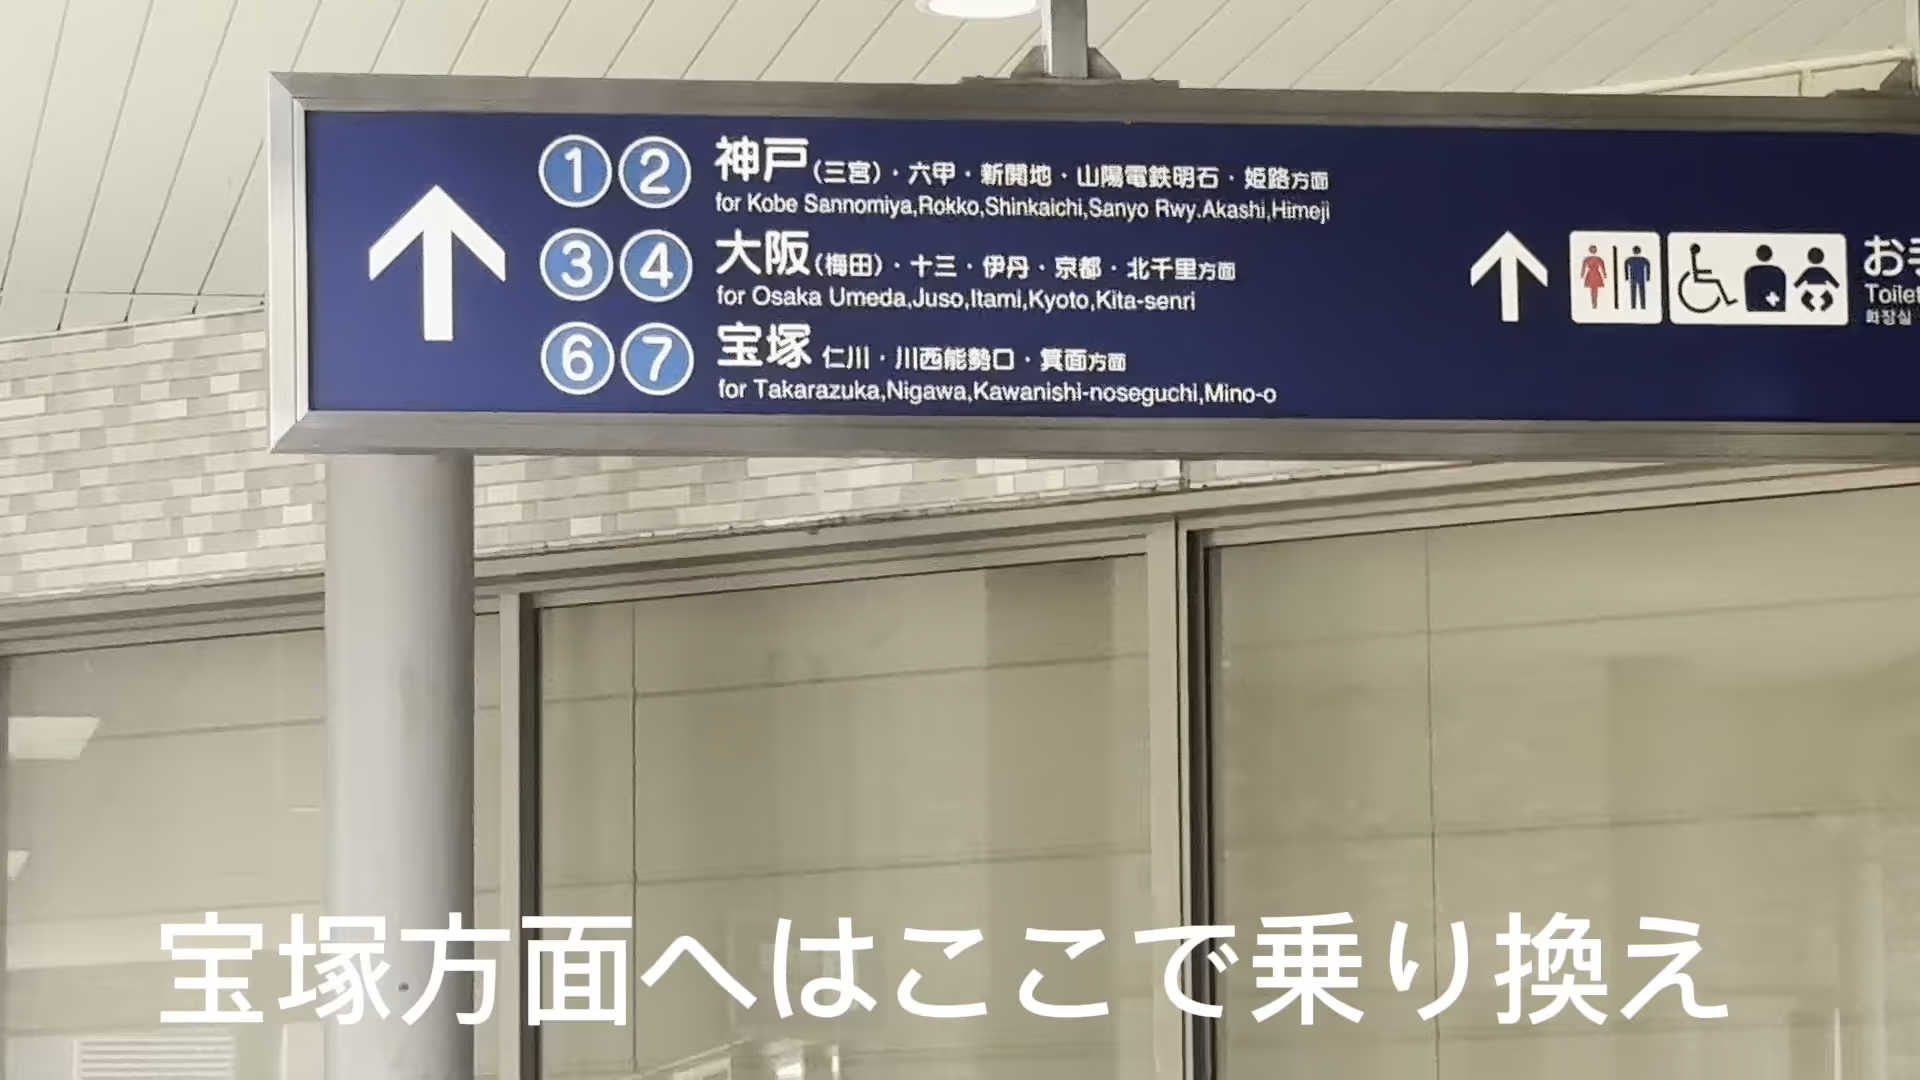 ①② 神戸(三宮)・六甲・新開地・山陽電鉄明石・姫路方面
for Kobe Sannomiya,Rokko,Shinkaichi,Sanyo Rwy.Akashi,Himeji
③④ 大阪(梅田)・十三・伊丹・京都・北千里方面
for Osaka Umeda,Juso,Itami,Kyoto,Kita-senri
⑥⑦ 宝塚 仁川・川西能勢口・箕面方面
for Takarazuka,Nigawa,Kawanishi-noseguchi,Mino-o
お手
Toilet
화장실
宝塚方面へはここで乗り換え